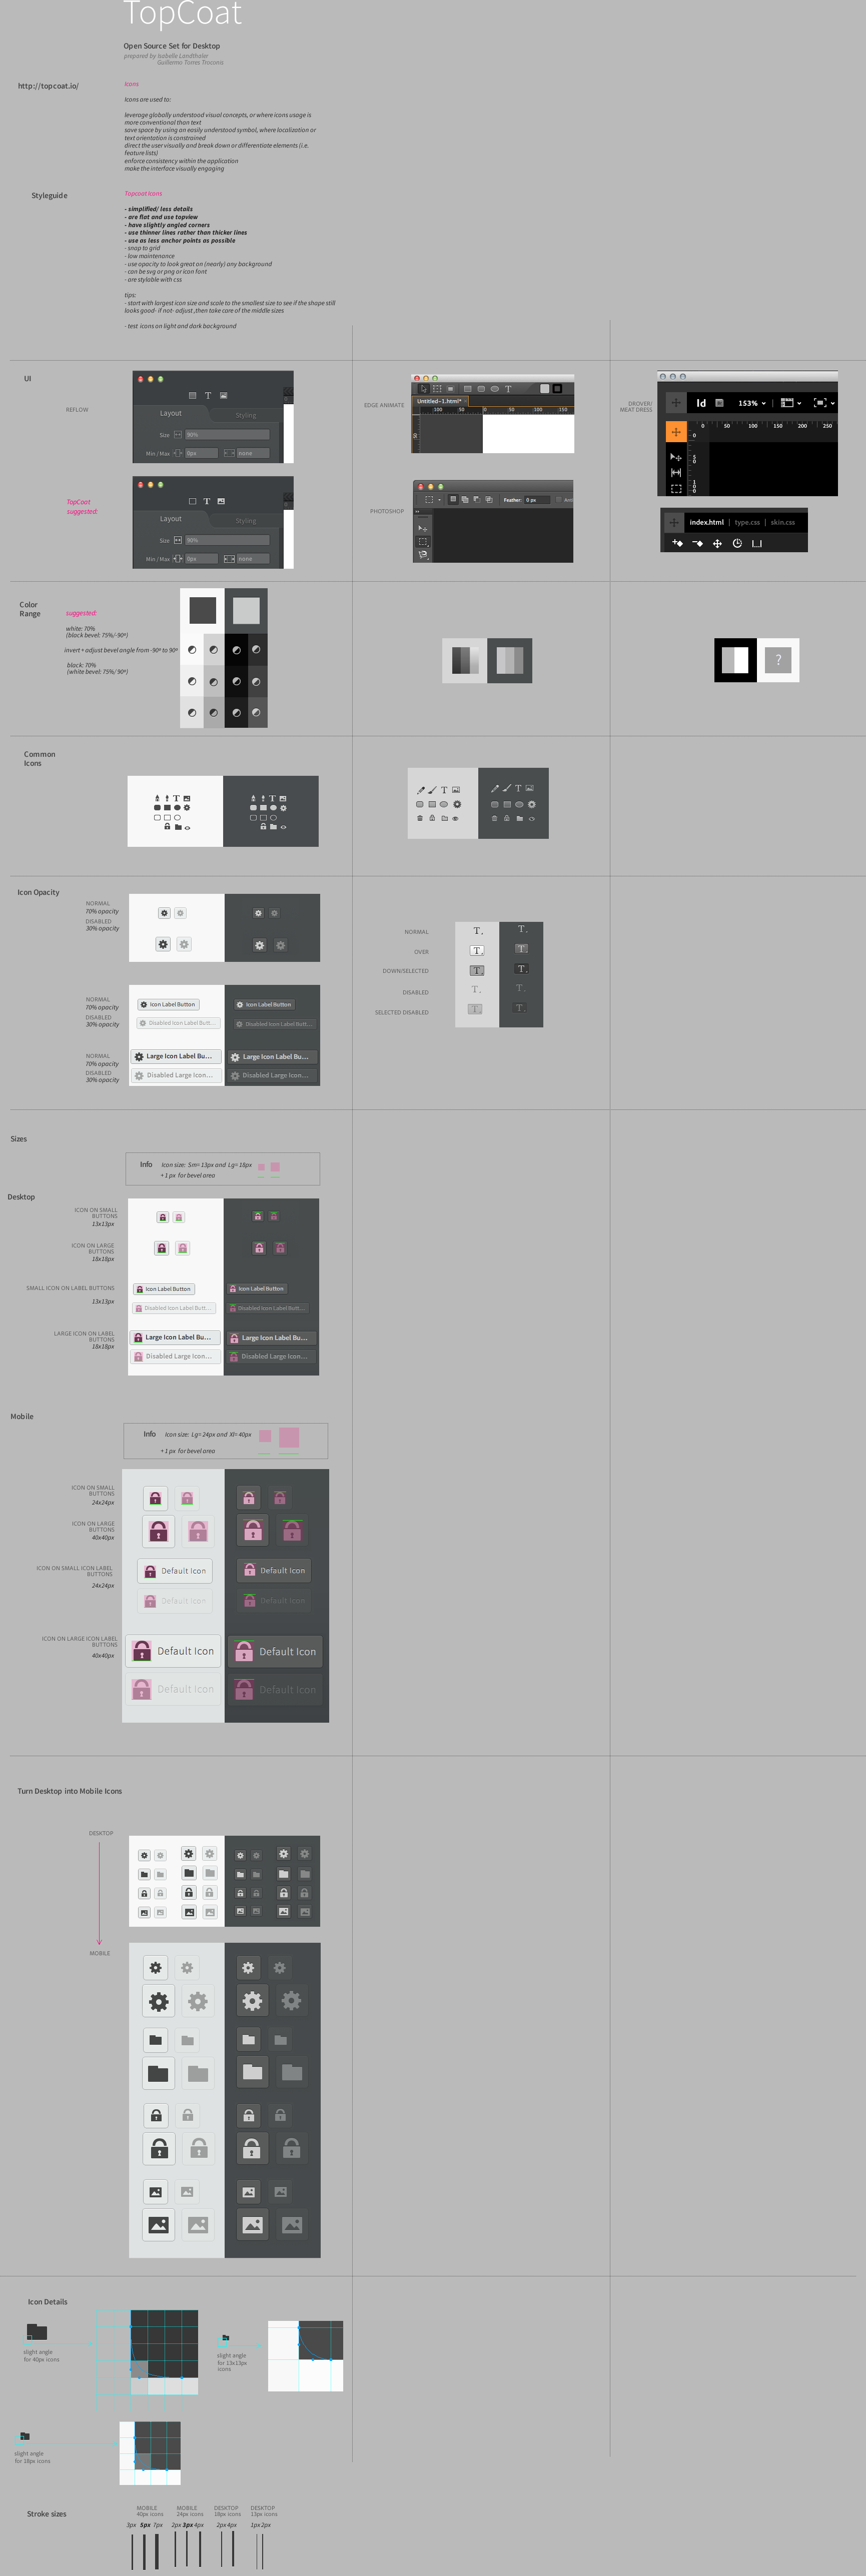 TopCoat
Open Source Set for Desktop
prepared by Isabelle Landthaler
Guillermo Torres Troconis
http://topcoat.io/
Icons
Icons are used to:
leverage globally understood visual concepts, or where icons usage is
more conventional than text
save space by using an easily understood symbol, where localization or
text orientation is constrained
direct the user visually and break down or differentiate elements (i.e.
feature lists)
enforce consistency within the application
make the interface visually engaging
Styleguide
Topcoat Icons
- simplified/ less details
- are flat and use topview
- have slightly angled corners
- use thinner lines rather than thicker lines
- use as less anchor points as possible
- snap to grid
- low maintenance
- use opacity to look great on (nearly) any background
- can be svg or png or icon font
- are stylable with css
tips:
- start with largest icon size and scale to the smallest size to see if the shape still
looks good- if not- adjust ,then take care of the middle sizes
- test icons on light and dark background
UI
REFLOW
Layout
Styling
Size
90%
Min / Max
0px
none
EDGE ANIMATE
Untitled-1.html*
100 50 0 50 100 150
50
DROVER/
MEAT DRESS
Id
153%
0 50 100 150 200 250
0
50
100
TopCoat
suggested:
Layout
Styling
Size
90%
Min / Max
0px
none
PHOTOSHOP
Feather: 0 px
Anti
index.html | type.css | skin.css
Color
Range
suggested:
white: 70%
(black bevel: 75%/-90º)
invert + adjust bevel angle from -90º to 90º
black: 70%
(white bevel: 75%/ 90º)
?
Common
Icons
Icon Opacity
NORMAL
70% opacity
DISABLED
30% opacity
NORMAL
70% opacity
DISABLED
30% opacity
Icon Label Button
Icon Label Button
Disabled Icon Label Butt...
Disabled Icon Label Butt...
NORMAL
70% opacity
DISABLED
30% opacity
Large Icon Label Bu...
Large Icon Label Bu...
Disabled Large Icon...
Disabled Large Icon...
NORMAL
OVER
DOWN/SELECTED
DISABLED
SELECTED DISABLED
Sizes
Info
Icon size: Sm= 13px and Lg= 18px
+ 1 px for bevel area
Desktop
ICON ON SMALL
BUTTONS
13x13px
ICON ON LARGE
BUTTONS
18x18px
SMALL ICON ON LABEL BUTTONS
13x13px
Icon Label Button
Icon Label Button
Disabled Icon Label Butt...
Disabled Icon Label Butt...
LARGE ICON ON LABEL
BUTTONS
18x18px
Large Icon Label Bu...
Large Icon Label Bu...
Disabled Large Icon...
Disabled Large Icon...
Mobile
Info
Icon size: Lg= 24px and Xl= 40px
+ 1 px for bevel area
ICON ON SMALL
BUTTONS
24x24px
ICON ON LARGE
BUTTONS
40x40px
ICON ON SMALL ICON LABEL
BUTTONS
24x24px
Default Icon
Default Icon
Default Icon
Default Icon
ICON ON LARGE ICON LABEL
BUTTONS
40x40px
Default Icon
Default Icon
Default Icon
Default Icon
Turn Desktop into Mobile Icons
DESKTOP
MOBILE
Icon Details
slight angle
for 40px icons
slight angle
for 13x13px
icons
slight angle
for 18px icons
Stroke sizes
MOBILE
40px icons
MOBILE
24px icons
DESKTOP
18px icons
DESKTOP
13px icons
3px 5px 7px
2px 3px 4px
2px 4px
1px 2px